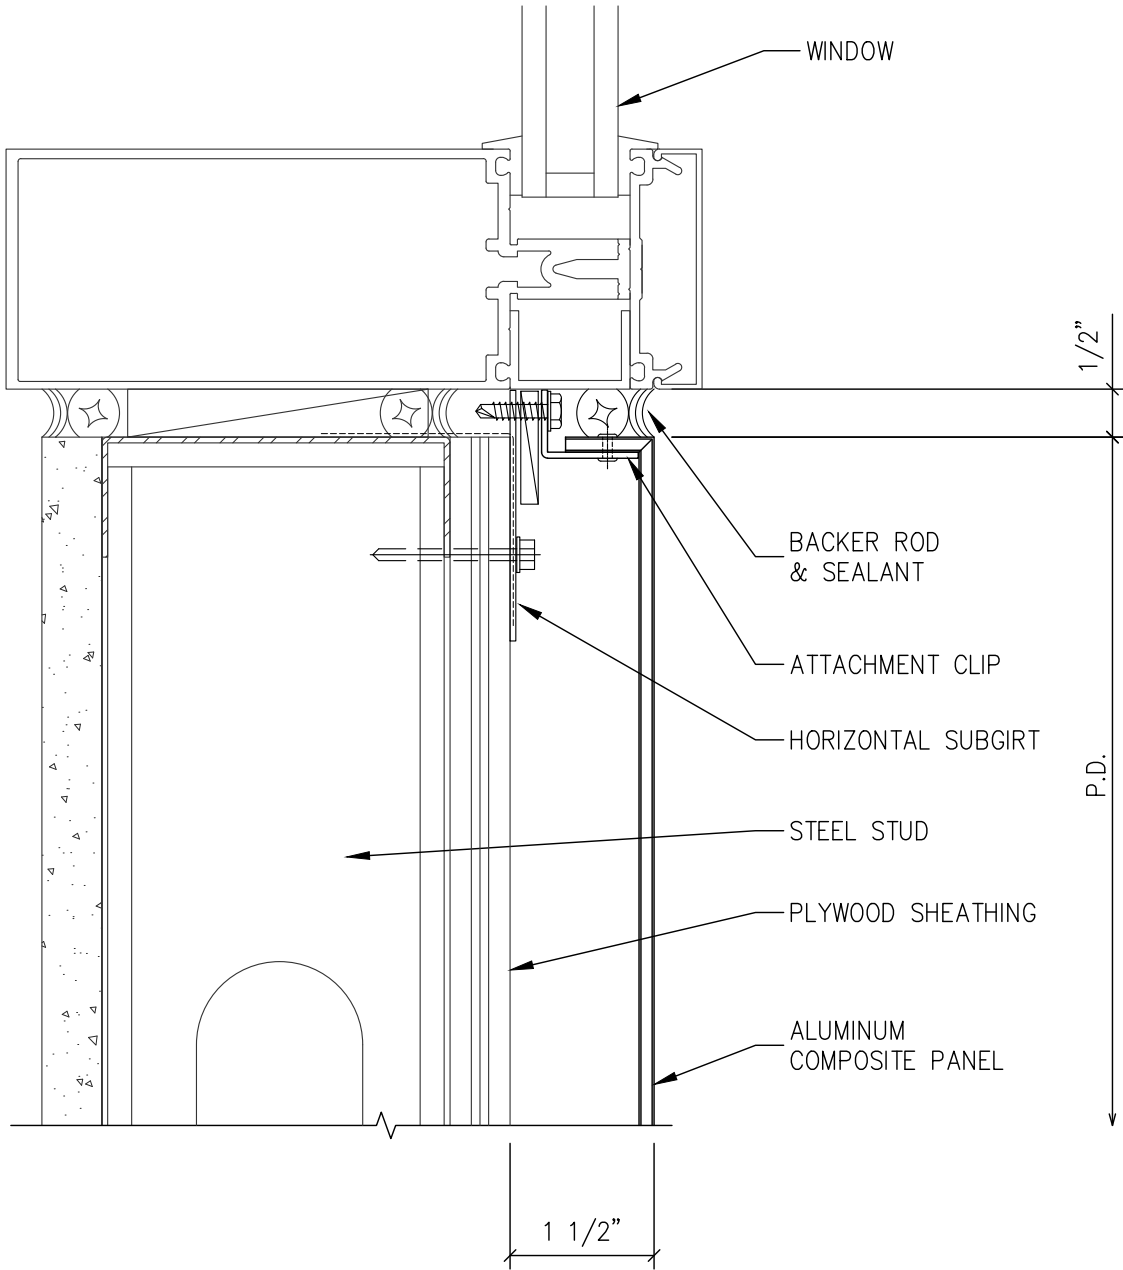 WINDOW
1/2"
BACKER ROD
& SEALANT
ATTACHMENT CLIP
HORIZONTAL SUBGIRT
P.D.
STEEL STUD
PLYWOOD SHEATHING
ALUMINUM
COMPOSITE PANEL
1 1/2"